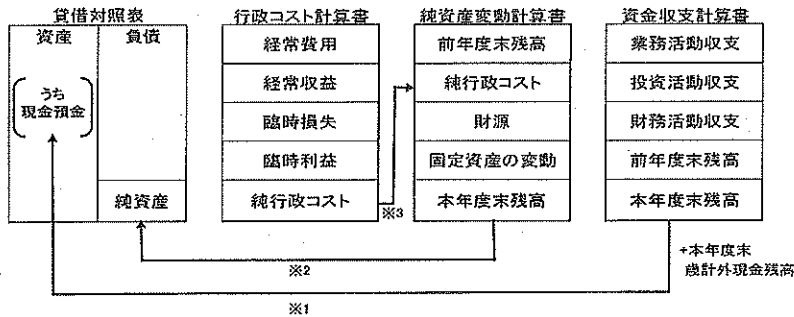 貸借対照表
資産
負債
うち
現金預金
純資産
行政コスト計算書
経常費用
経常収益
臨時損失
臨時利益
純行政コスト
※3
純資産変動計算書
前年度末残高
純行政コスト
財源
固定資産の変動
本年度末残高
資金収支計算書
業務活動収支
投資活動収支
財務活動収支
前年度末残高
本年度末残高
+本年度末
歳計外現金残高
※2
※1